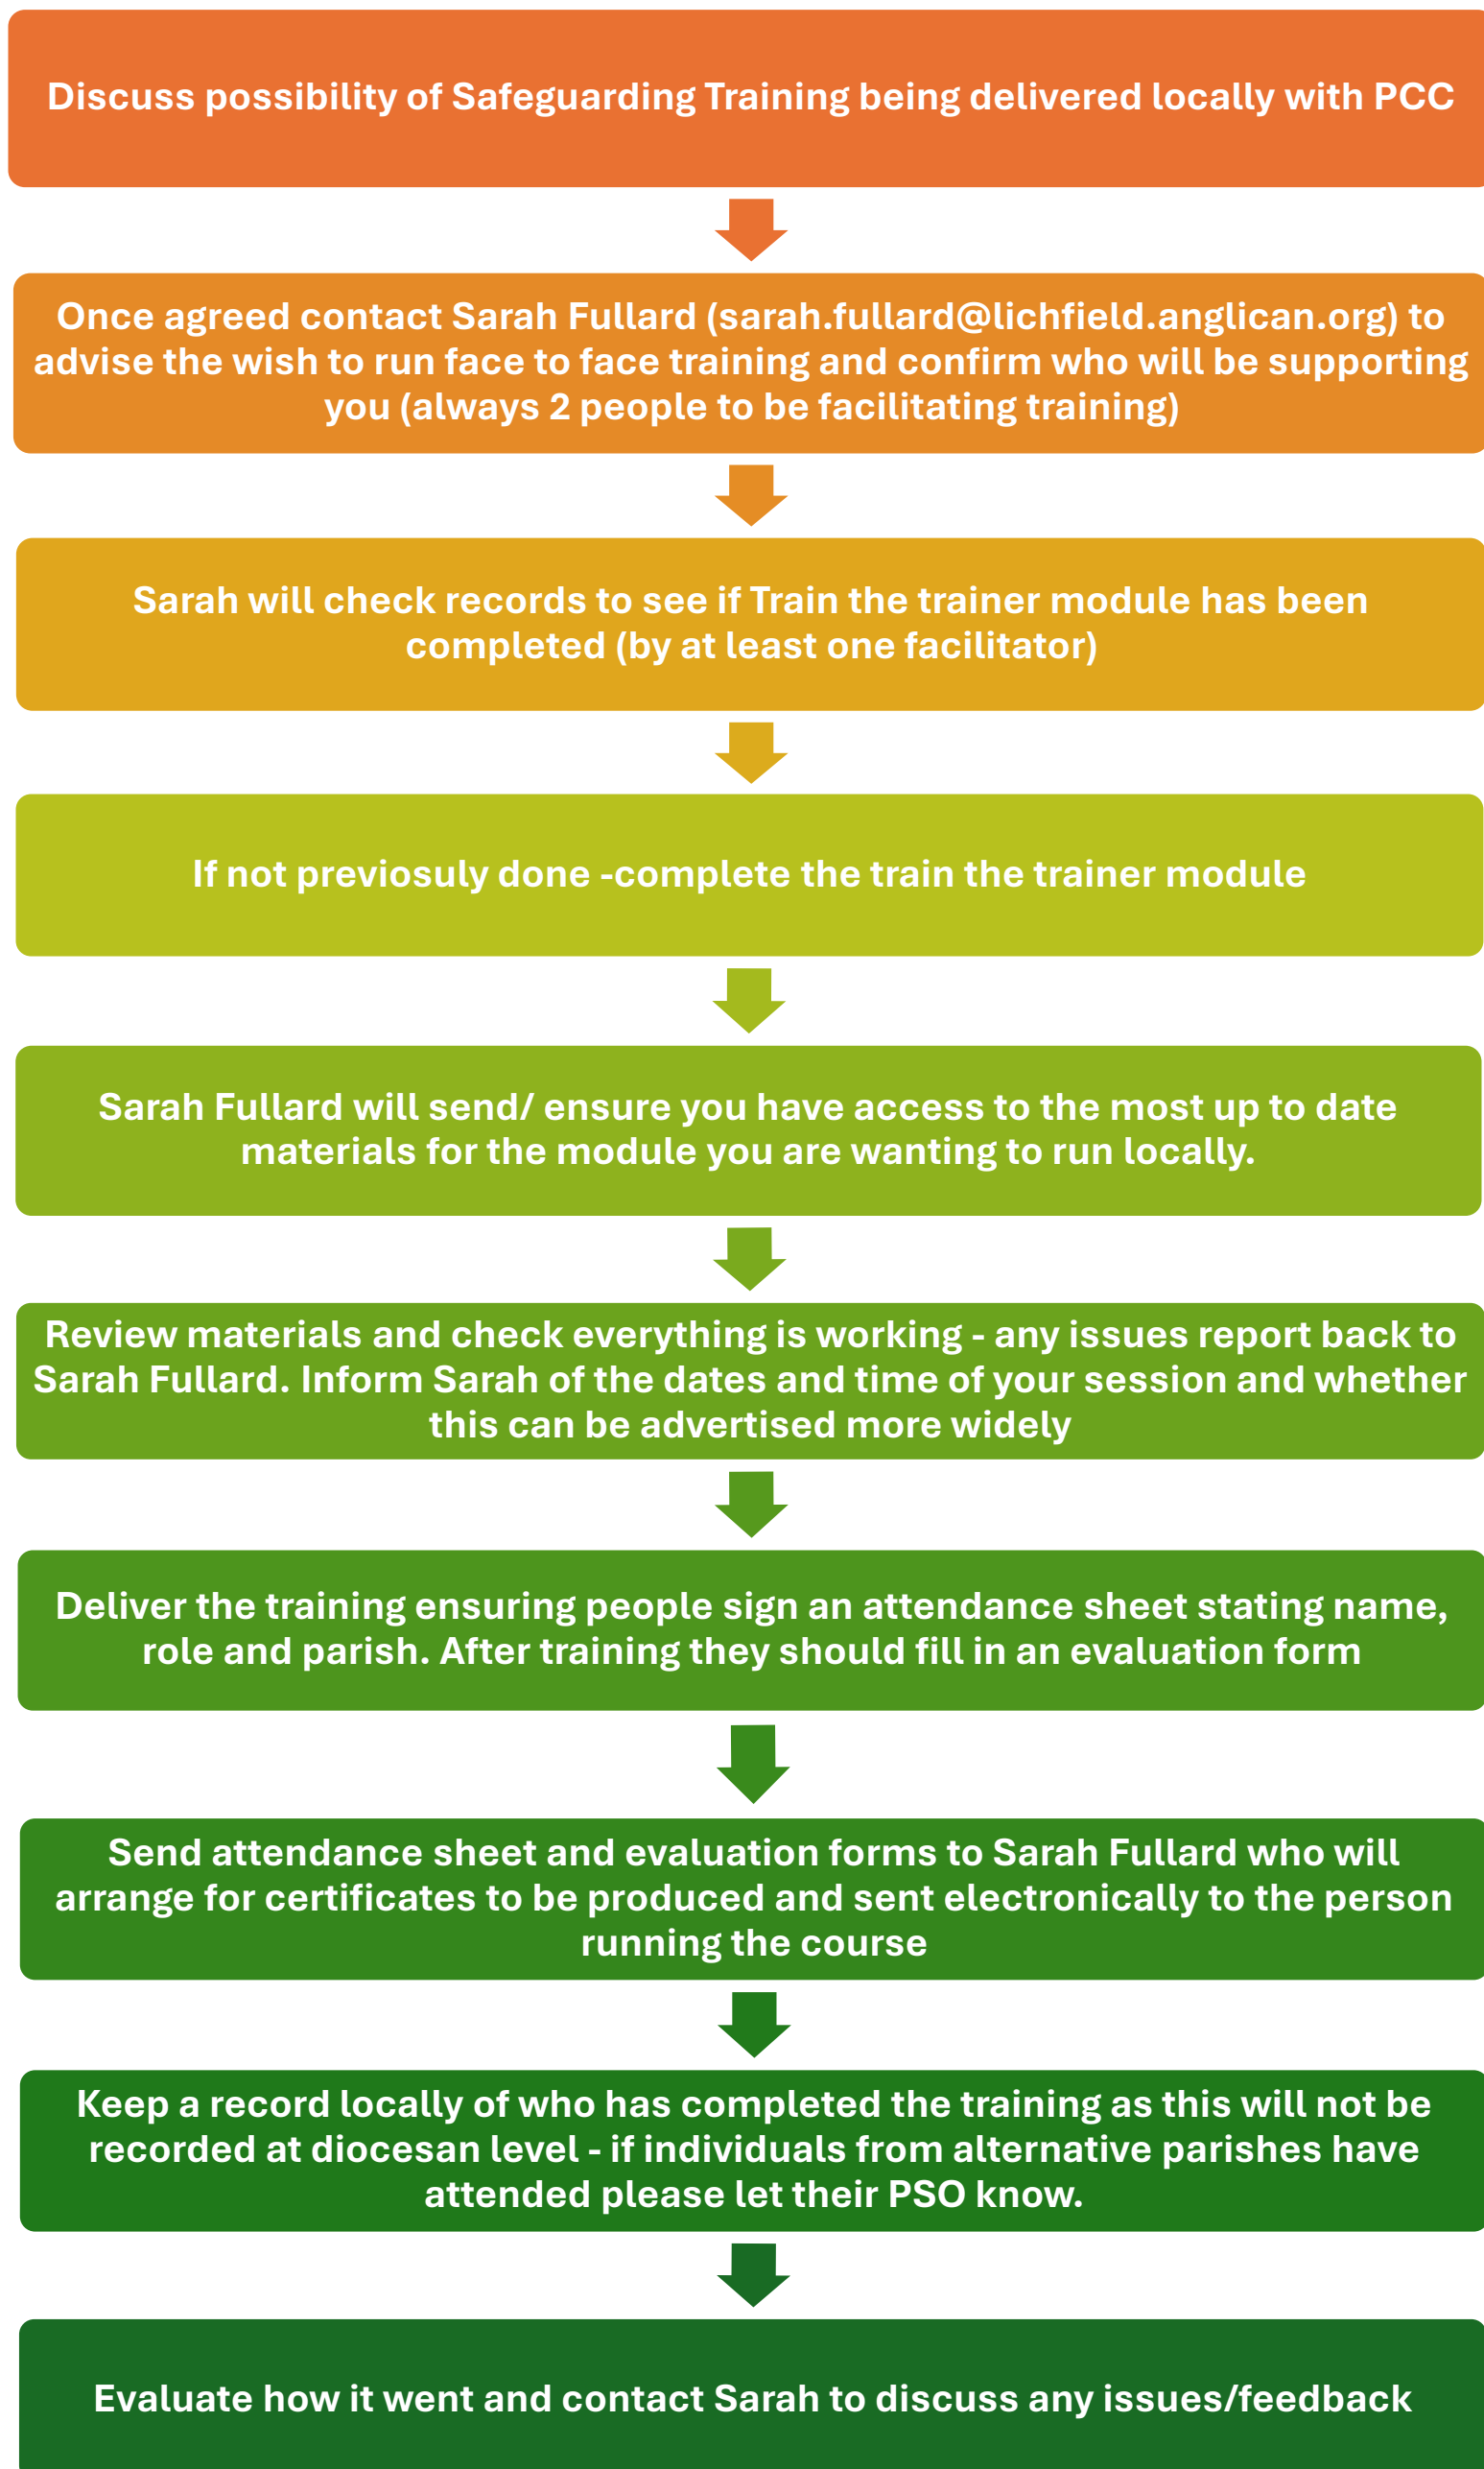 Discuss possibility of Safeguarding Training being delivered locally with PCC
Once agreed contact Sarah Fullard (sarah.fullard@lichfield.anglican.org) to
advise the wish to run face to face training and confirm who will be supporting
you (always 2 people to be facilitating training)
Sarah will check records to see if Train the trainer module has been
completed (by at least one facilitator)
If not previosuly done -complete the train the trainer module
Sarah Fullard will send/ ensure you have access to the most up to date
materials for the module you are wanting to run locally.
Review materials and check everything is working - any issues report back to
Sarah Fullard. Inform Sarah of the dates and time of your session and whether
this can be advertised more widely
Deliver the training ensuring people sign an attendance sheet stating name,
role and parish. After training they should fill in an evaluation form
Send attendance sheet and evaluation forms to Sarah Fullard who will
arrange for certificates to be produced and sent electronically to the person
running the course
Keep a record locally of who has completed the training as this will not be
recorded at diocesan level - if individuals from alternative parishes have
attended please let their PSO know.
Evaluate how it went and contact Sarah to discuss any issues/feedback